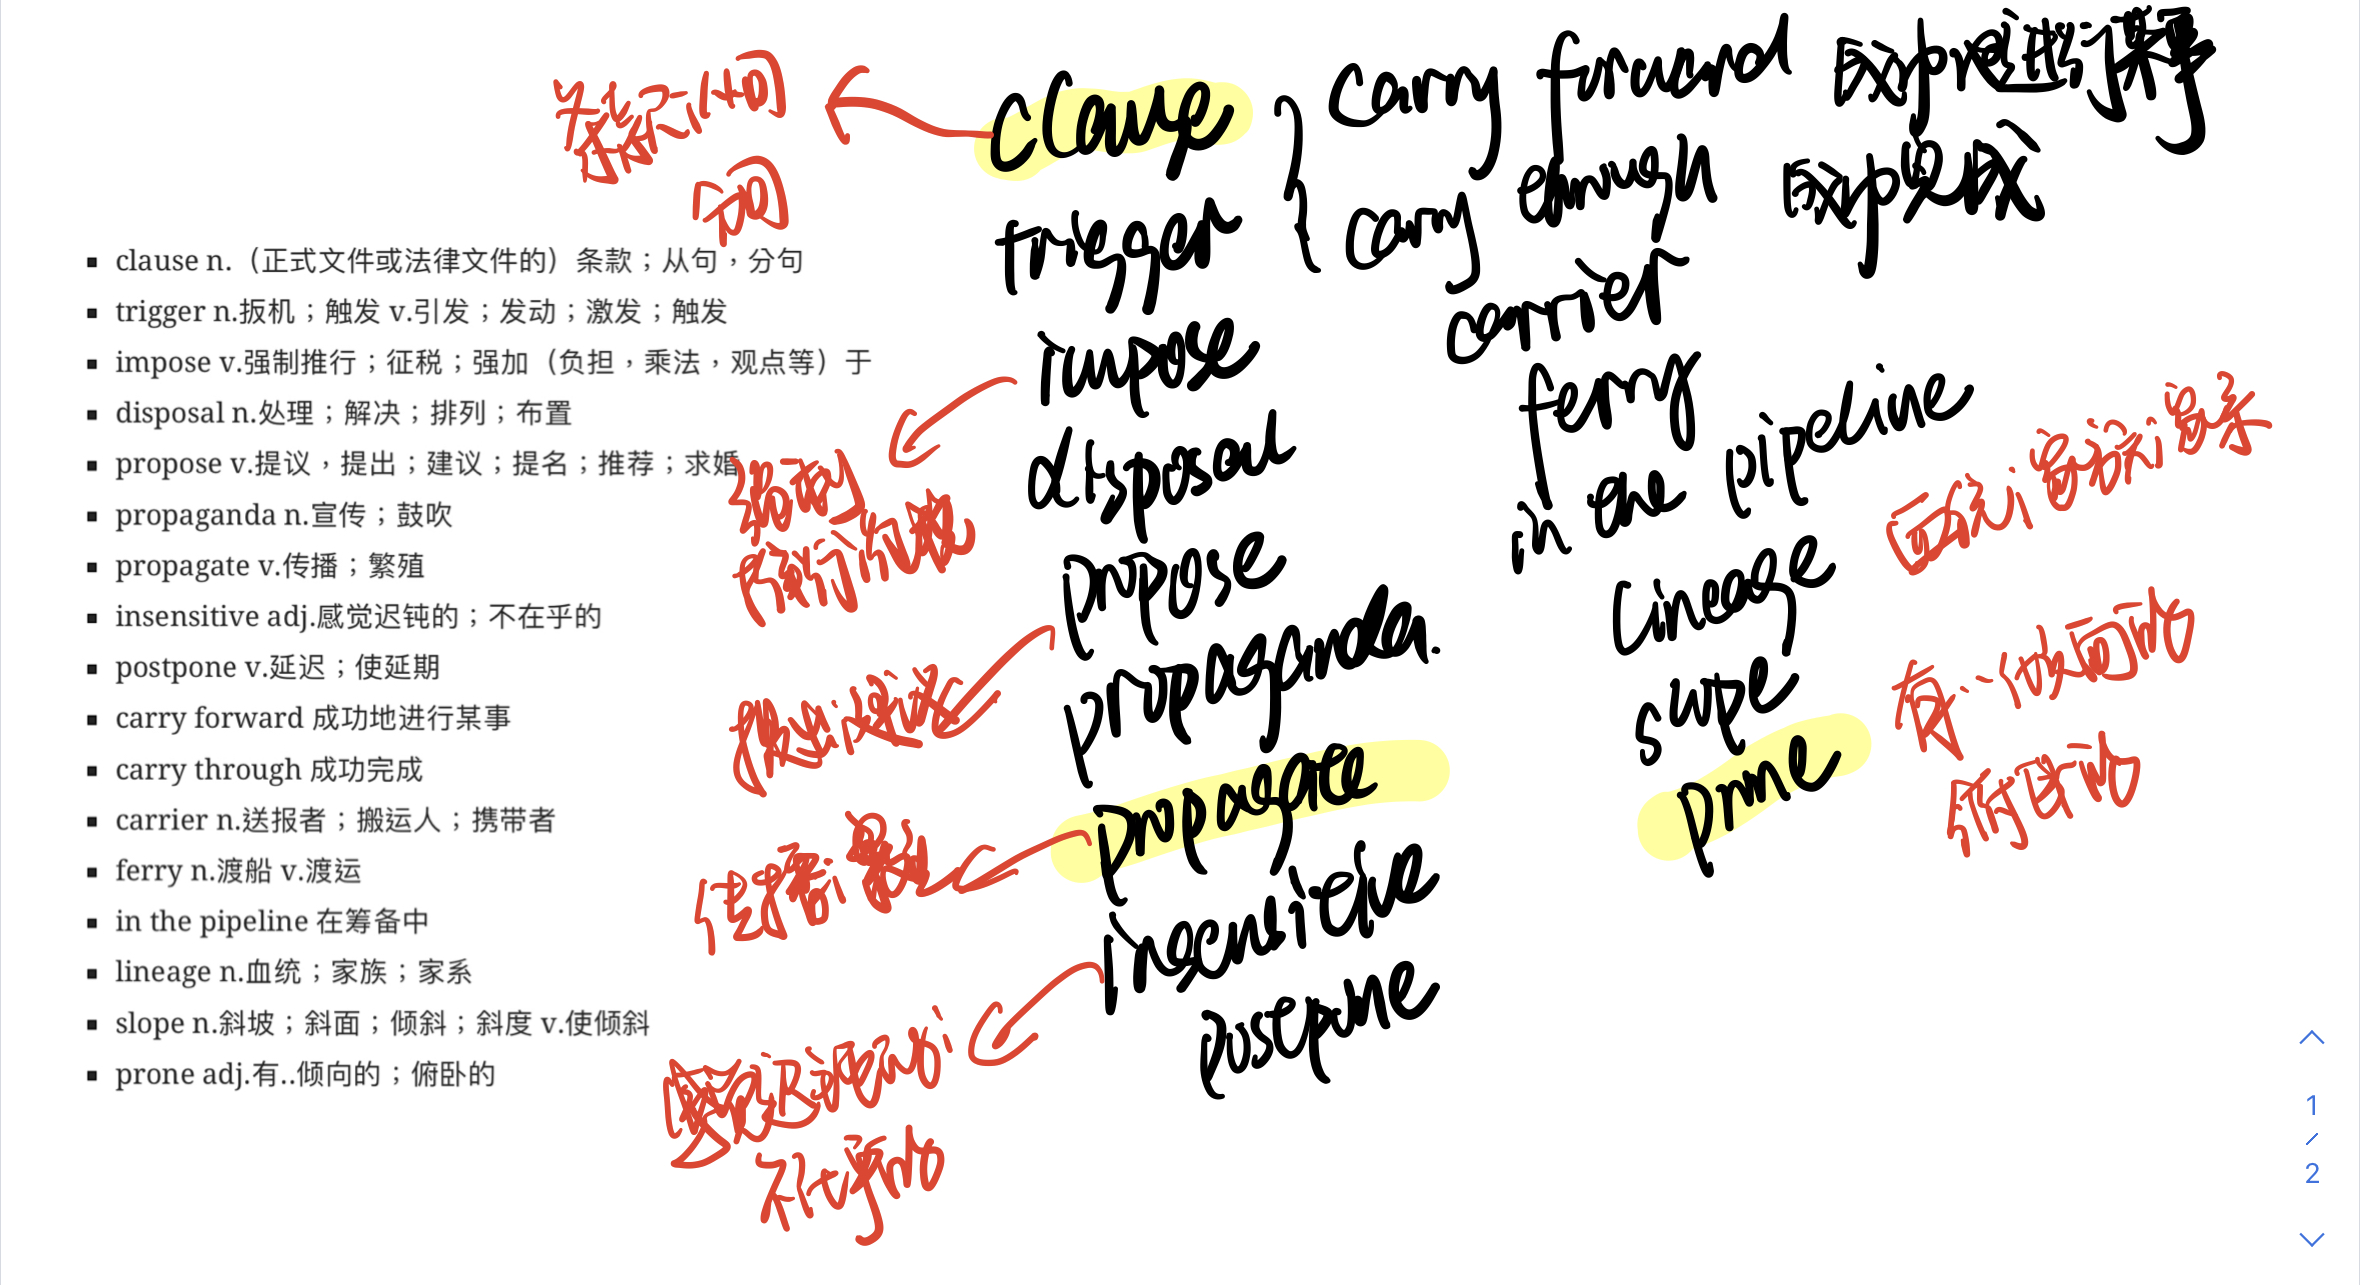 clause n.（正式文件或法律文件的）条款；从句，分句
trigger n.扳机；触发 v.引发；发动；激发；触发
impose v.强制推行；征税；强加（负担，乘法，观点等）于
disposal n.处理；解决；排列；布置
propose v.提议，提出；建议；提名；推荐；求婚
propaganda n.宣传；鼓吹
propagate v.传播；繁殖
insensitive adj.感觉迟钝的；不在乎的
postpone v.延迟；使延期
carry forward 成功地进行某事
carry through 成功完成
carrier n.送报者；搬运人；携带者
ferry n.渡船 v.渡运
in the pipeline 在筹备中
lineage n.血统；家族；家系
slope n.斜坡；斜面；倾斜；斜度 v.使倾斜
prone adj.有..倾向的；俯卧的
条款；从句
分句
强制
推行；征税
提出；建议
传播；繁殖
感觉迟钝的；
不在乎的
clause
trigger
impose
disposal
propose
propaganda
propagate
insensitive
postpone
carry forward 成功地进行某事
carry through 成功完成
carrier
ferry
in the pipeline
lineage 血统；家族；家系
slope
prone 有..倾向的
俯卧的
1
/
2